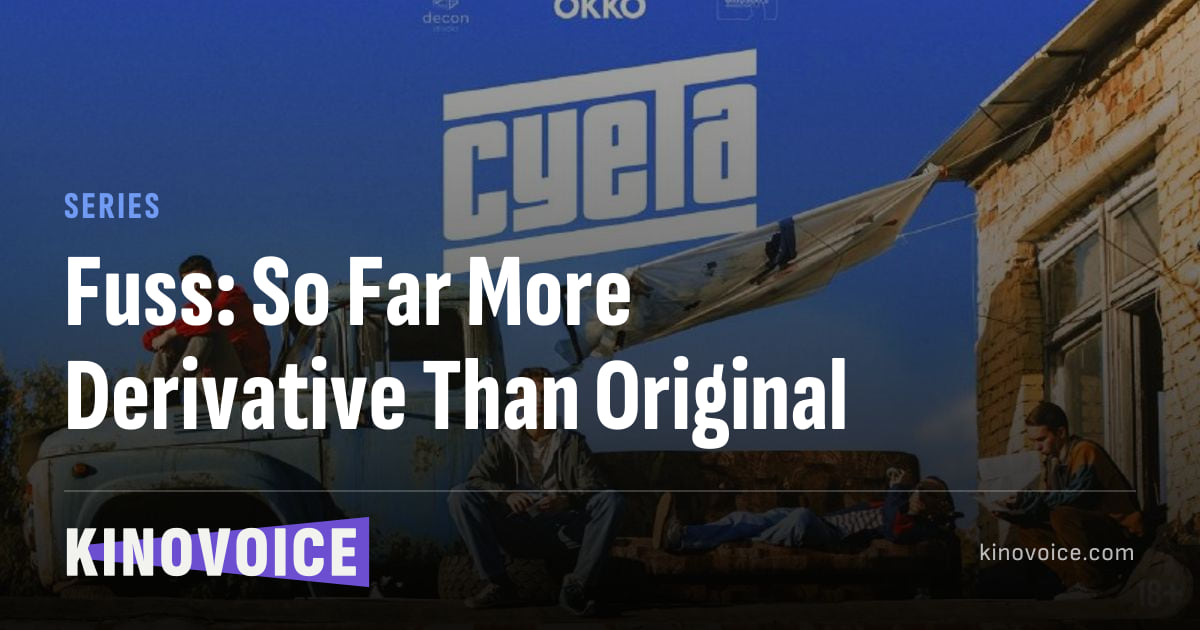 decon
OKKO
суета
SERIES
Fuss: So Far More
Derivative Than Original
KINOVOICE
kinovoice.com
18+